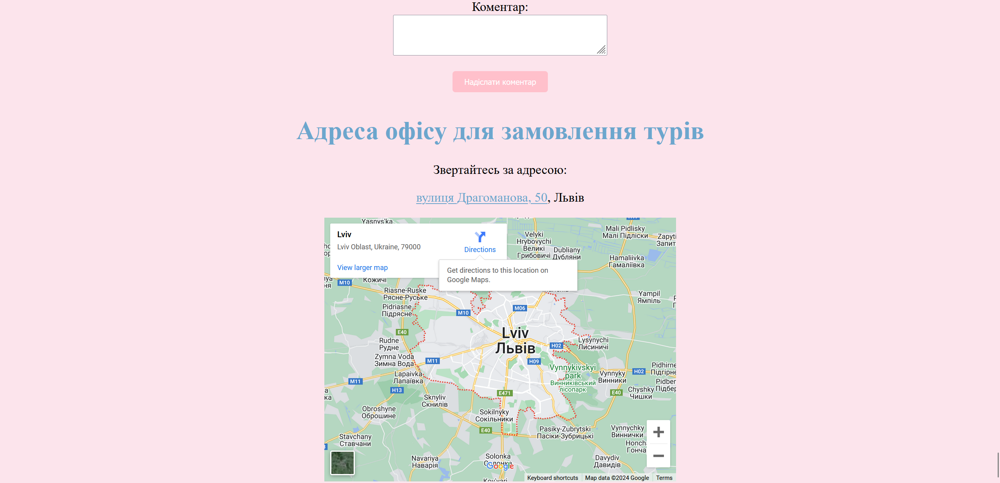 Коментар:
Надіслати коментар
Адреса офісу для замовлення турів
Звертайтесь за адресою:
вулиця Драгоманова, 50, Львів
Yasnys'ka
Lviv
Lviv Oblast, Ukraine, 79000
View larger map
Directions
Get directions to this location on
Google Maps.
Velyki
Hrybovychi
Великі
Грибовичі
Dubliany
Дубляни
Mali Pidlisky
Малі Підліски
Zapyti
Запит
Hamaliivka
Гамаліївка
Кожичі
M10
Riasne-Ruske
Рясне-Руське
Pidriasne
Підрясне
M10
M06
Yampil
Ямпіль
E40
Lviv
Львів
Rudne
Рудне
H02
Lysynychi
Лисиничі
Zymna Voda
Зимна Вода
M11
H09
Vynnykivskyi
park
Винниківський
лісопарк
Vynnyky
Винники
H02
Pidhirne
Підгірне
Lapaivka
Лапаївка
M11
H13
Pidber
Підбер
E471
E40
Chyshky
Чишки
Sknyliv
Скнилів
Obroshyne
Оброшине
Sokilnyky
Сокільники
E40
Pasiky-Zubrytski
Пасіки-Зубрицькі
Vynnychky
Виннички
Stavchany
Ставчани
Honcha
Гонча
Navariya
Наварія
Solonka
Солонка
Davydiv
Давидів
Google
Kov'yari
Keyboard shortcuts
Map data ©2024 Google
Terms